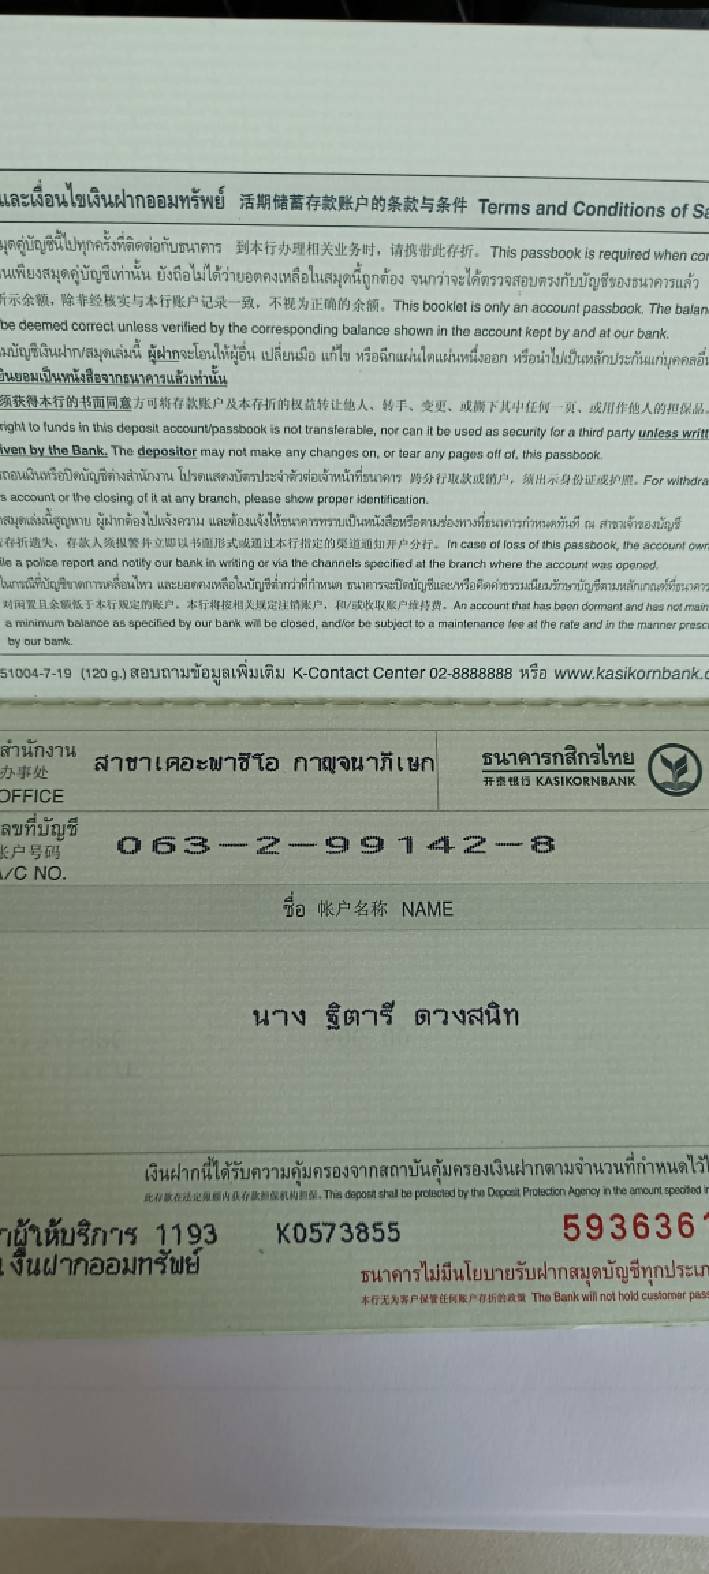 และเงื่อนไขเงินฝากออมทรัพย์ 活期储蓄存款账户的条款与条件 Terms and Conditions of Sa
มุดคู่บัญชีนี้ไปทุกครั้งที่ติดต่อกับธนาคาร 到本行办理相关业务时，请携带此存折。This passbook is required when cor
นเพียงสมุดคู่บัญชีเท่านั้น ยังถือไม่ได้ว่ายอดคงเหลือในสมุดนี้ถูกต้อง จนกว่าจะได้ตรวจสอบตรงกับบัญชีของธนาคารแล้ว
所示余额，除非经核实与本行账户记录一致，不视为正确的余额。This booklet is only an account passbook. The balan
be deemed correct unless verified by the corresponding balance shown in the account kept by and at our bank.
มบัญชีเงินฝาก/สมุดเล่มนี้ ผู้ฝากจะโอนให้ผู้อื่น เปลี่ยนมือ แก้ไข หรือฉีกแผ่นใดแผ่นหนึ่งออก หรือนำไปเป็นหลักประกันแก่บุคคลอื่น
ยินยอมเป็นหนังสือจากธนาคารแล้วเท่านั้น
须获得本行的书面同意方可将存款账户及本存折的权益转让他人、转手、变更、或撕下其中任何一页、或用作他人的担保品。
right to funds in this deposit account/passbook is not transferable, nor can it be used as security for a third party unless writt
iven by the Bank. The depositor may not make any changes on, or tear any pages off of, this passbook.
ถอนเงินหรือปิดบัญชีต่างสำนักงาน โปรดแสดงบัตรประจำตัวต่อเจ้าหน้าที่ธนาคาร 跨分行取款或销户，须出示身份证或护照。For withdra
s account or the closing of it at any branch, please show proper identification.
กสมุดเล่มนี้สูญหาย ผู้ฝากต้องไปแจ้งความ และต้องแจ้งให้ธนาคารทราบเป็นหนังสือหรือตามช่องทางที่ธนาคารกำหนดทันที ณ สาขาเจ้าของบัญชี
存折遗失，存款人须报警并立即以书面形式或通过本行指定的渠道通知开户分行。In case of loss of this passbook, the account own
ile a police report and notify our bank in writing or via the channels specified at the branch where the account was opened.
ในกรณีที่บัญชีขาดการเคลื่อนไหว และยอดคงเหลือในบัญชีต่ำกว่าที่กำหนด ธนาคารจะปิดบัญชีและ/หรือคิดค่าธรรมเนียมรักษาบัญชีตามหลักเกณฑ์ที่ธนาคาร
对闲置且余额低于本行规定的账户，本行将按相关规定注销账户，和/或收取账户维持费。An account that has been dormant and has not main
a minimum balance as specified by our bank will be closed, and/or be subject to a maintenance fee at the rate and in the manner presc
by our bank.
51004-7-19 (120 g.) สอบถามข้อมูลเพิ่มเติม K-Contact Center 02-8888888 หรือ www.kasikornbank.c
สำนักงาน
办事处
OFFICE
สาขาเดอะพาซิโอ กาญจนาภิเษก
ธนาคารกสิกรไทย
开泰银行 KASIKORNBANK
ลขที่บัญชี
账户号码
A/C NO.
063-2-99142-8
ชื่อ 帐户名称 NAME
นาง ฐิตารี ดวงสนิท
เงินฝากนี้ได้รับความคุ้มครองจากสถาบันคุ้มครองเงินฝากตามจำนวนที่กำหนดไว้
此存款在法定限额内获存款担保机构担保。This deposit shall be protected by the Deposit Protection Agency in the amount specified in
ผู้ให้บริการ 1193 K0573855 5936361
เงินฝากออมทรัพย์
ธนาคารไม่มีนโยบายรับฝากสมุดบัญชีทุกประเภ
本行无为客户保管任何账户存折的政策 The Bank will not hold customer pass